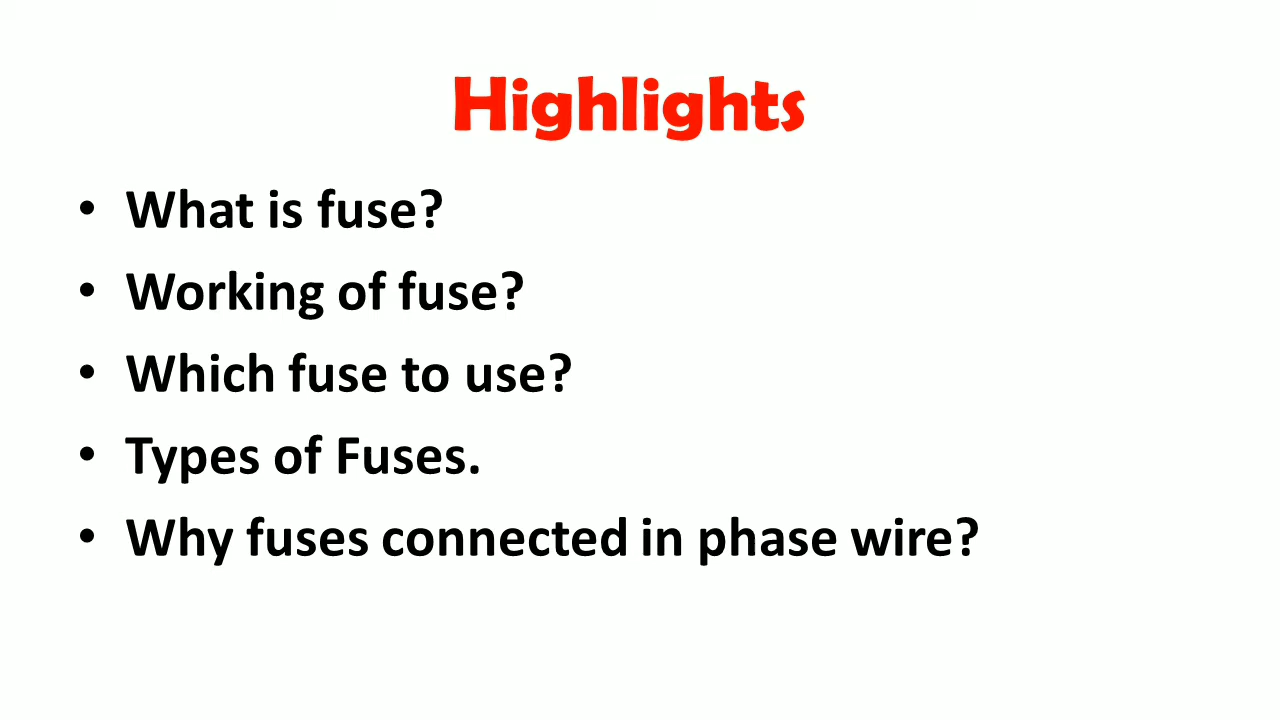 Highlights
• What is fuse?
• Working of fuse?
• Which fuse to use?
• Types of Fuses.
• Why fuses connected in phase wire?